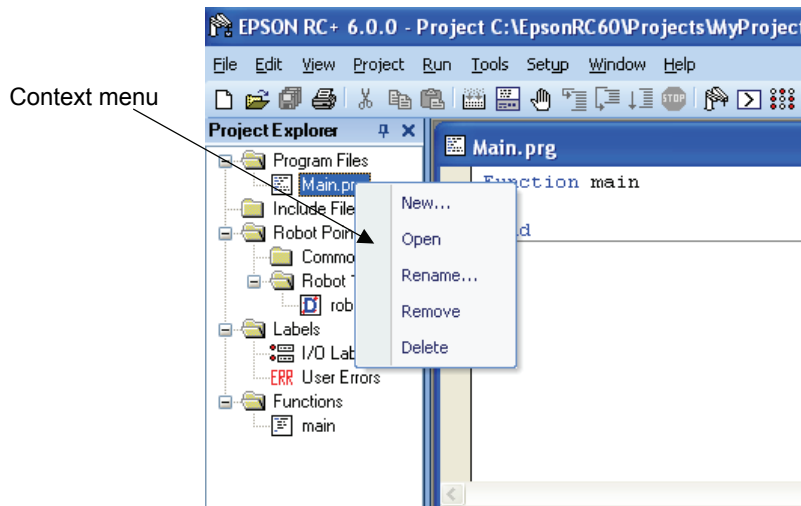 EPSON RC+ 6.0.0 - Project C:\EpsonRC60\Projects\MyProject
File Edit View Project Run Tools Setup Window Help
STOP
Context menu
Project Explorer
Main.prg
Program Files
Main.pr
Function main
Include File
New...
Robot Poin
Open
d
Commo
Robot
Rename...
rob
Remove
Labels
I/O Lab
Delete
ERR User Errors
Functions
main